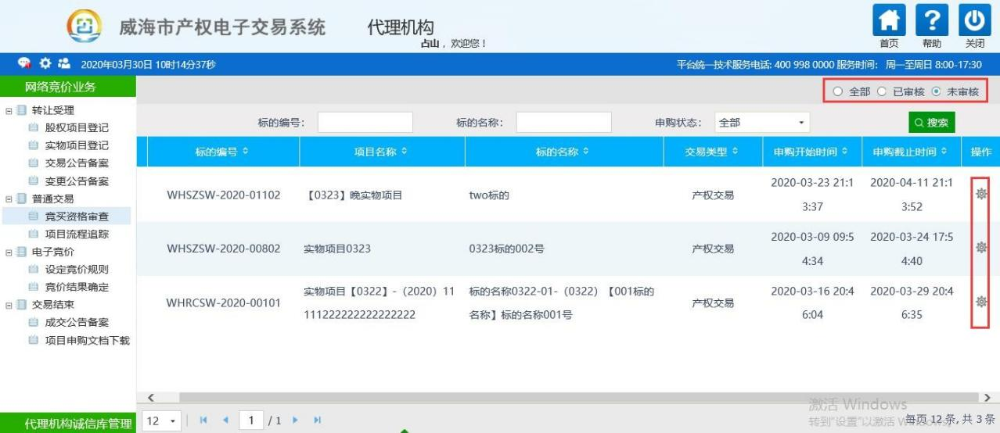 威海市产权电子交易系统
代理机构
占山，欢迎您！
首页 帮助 关闭
2020年03月30日 10时14分37秒
平台统一技术服务电话: 400 998 0000 服务时间: 周一至周日 8:00-17:30
网络竞价业务
全部 已审核 未审核
转让受理
股权项目登记
实物项目登记
交易公告备案
变更公告备案
普通交易
竞买资格审查
项目流程追踪
电子竞价
设定竞价规则
竞价结果确定
交易结束
成交公告备案
项目申购文档下载
代理机构诚信库管理
标的编号： 标的名称： 申购状态： 全部 搜索
标的编号 项目名称 标的名称 交易类型 申购开始时间 申购截止时间 操作
WHSZSW-2020-01102 【0323】晚实物项目 two标的 产权交易 2020-03-23 21:1 2020-04-11 21:1
3:37 3:52
WHSZSW-2020-00802 实物项目0323 0323标的002号 产权交易 2020-03-09 09:5 2020-03-24 17:5
4:34 4:40
WHRCSW-2020-00101 实物项目【0322】-（2020）11 标的名称0322-01-（0322）【001标的 产权交易 2020-03-16 20:4 2020-03-29 20:4
111222222222222222 名称】标的名称001号 6:04 6:35
激活 Windows
转到"设置"以激活 Windows。
12 1 / 1 每页 12 条, 共 3 条